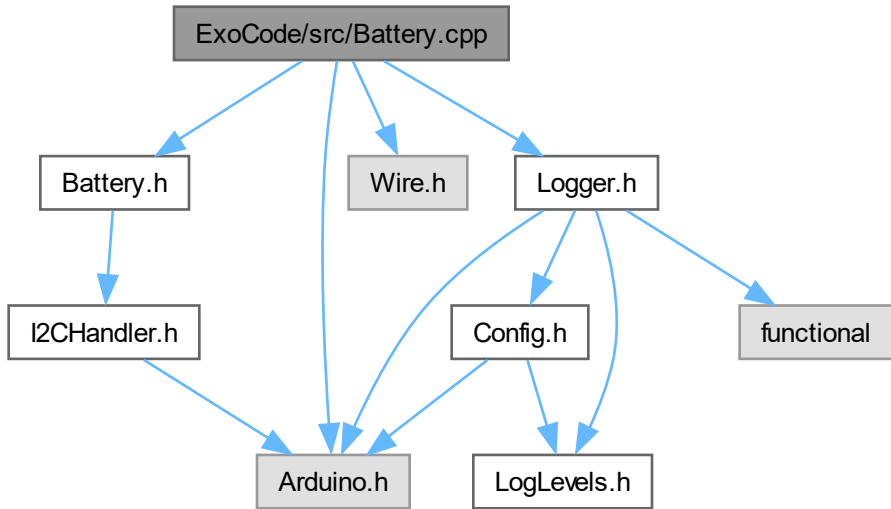 ExoCode/src/Battery.cpp
Battery.h
Wire.h
Logger.h
I2CHandler.h
Config.h
functional
Arduino.h
LogLevels.h